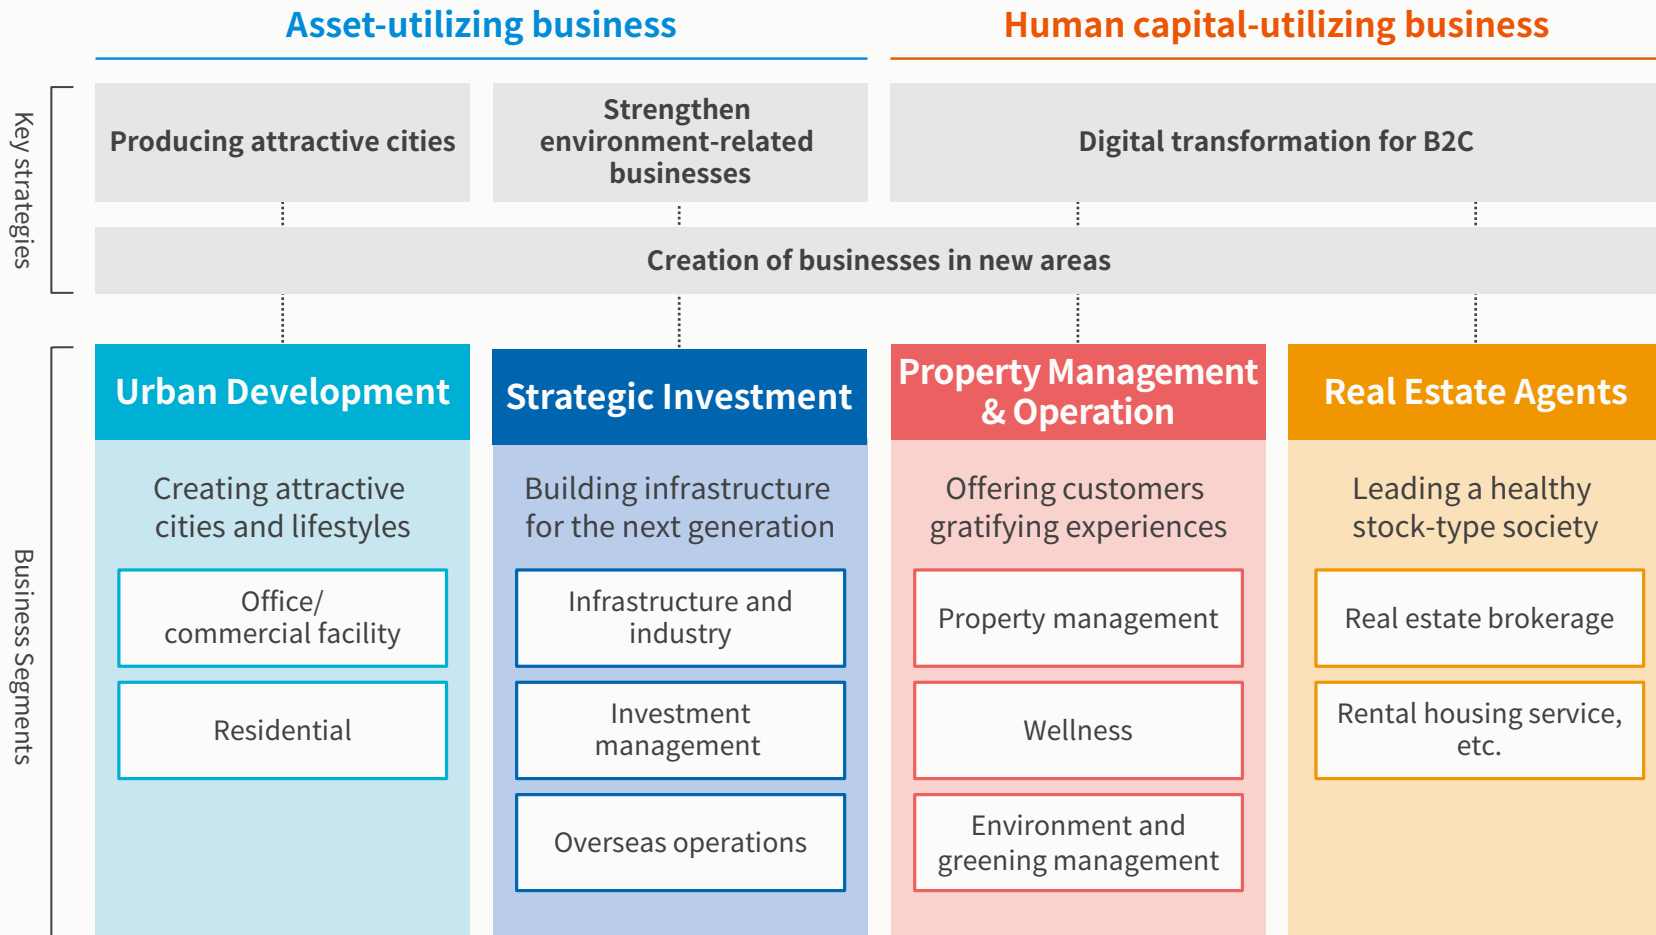 Asset-utilizing business
Human capital-utilizing business
Key strategies
Producing attractive cities
Strengthen
environment-related
businesses
Digital transformation for B2C
Creation of businesses in new areas
Business Segments
Urban Development
Creating attractive
cities and lifestyles
Office/
commercial facility
Residential
Strategic Investment
Building infrastructure
for the next generation
Infrastructure and
industry
Investment
management
Overseas operations
Property Management
& Operation
Offering customers
gratifying experiences
Property management
Wellness
Environment and
greening management
Real Estate Agents
Leading a healthy
stock-type society
Real estate brokerage
Rental housing service,
etc.